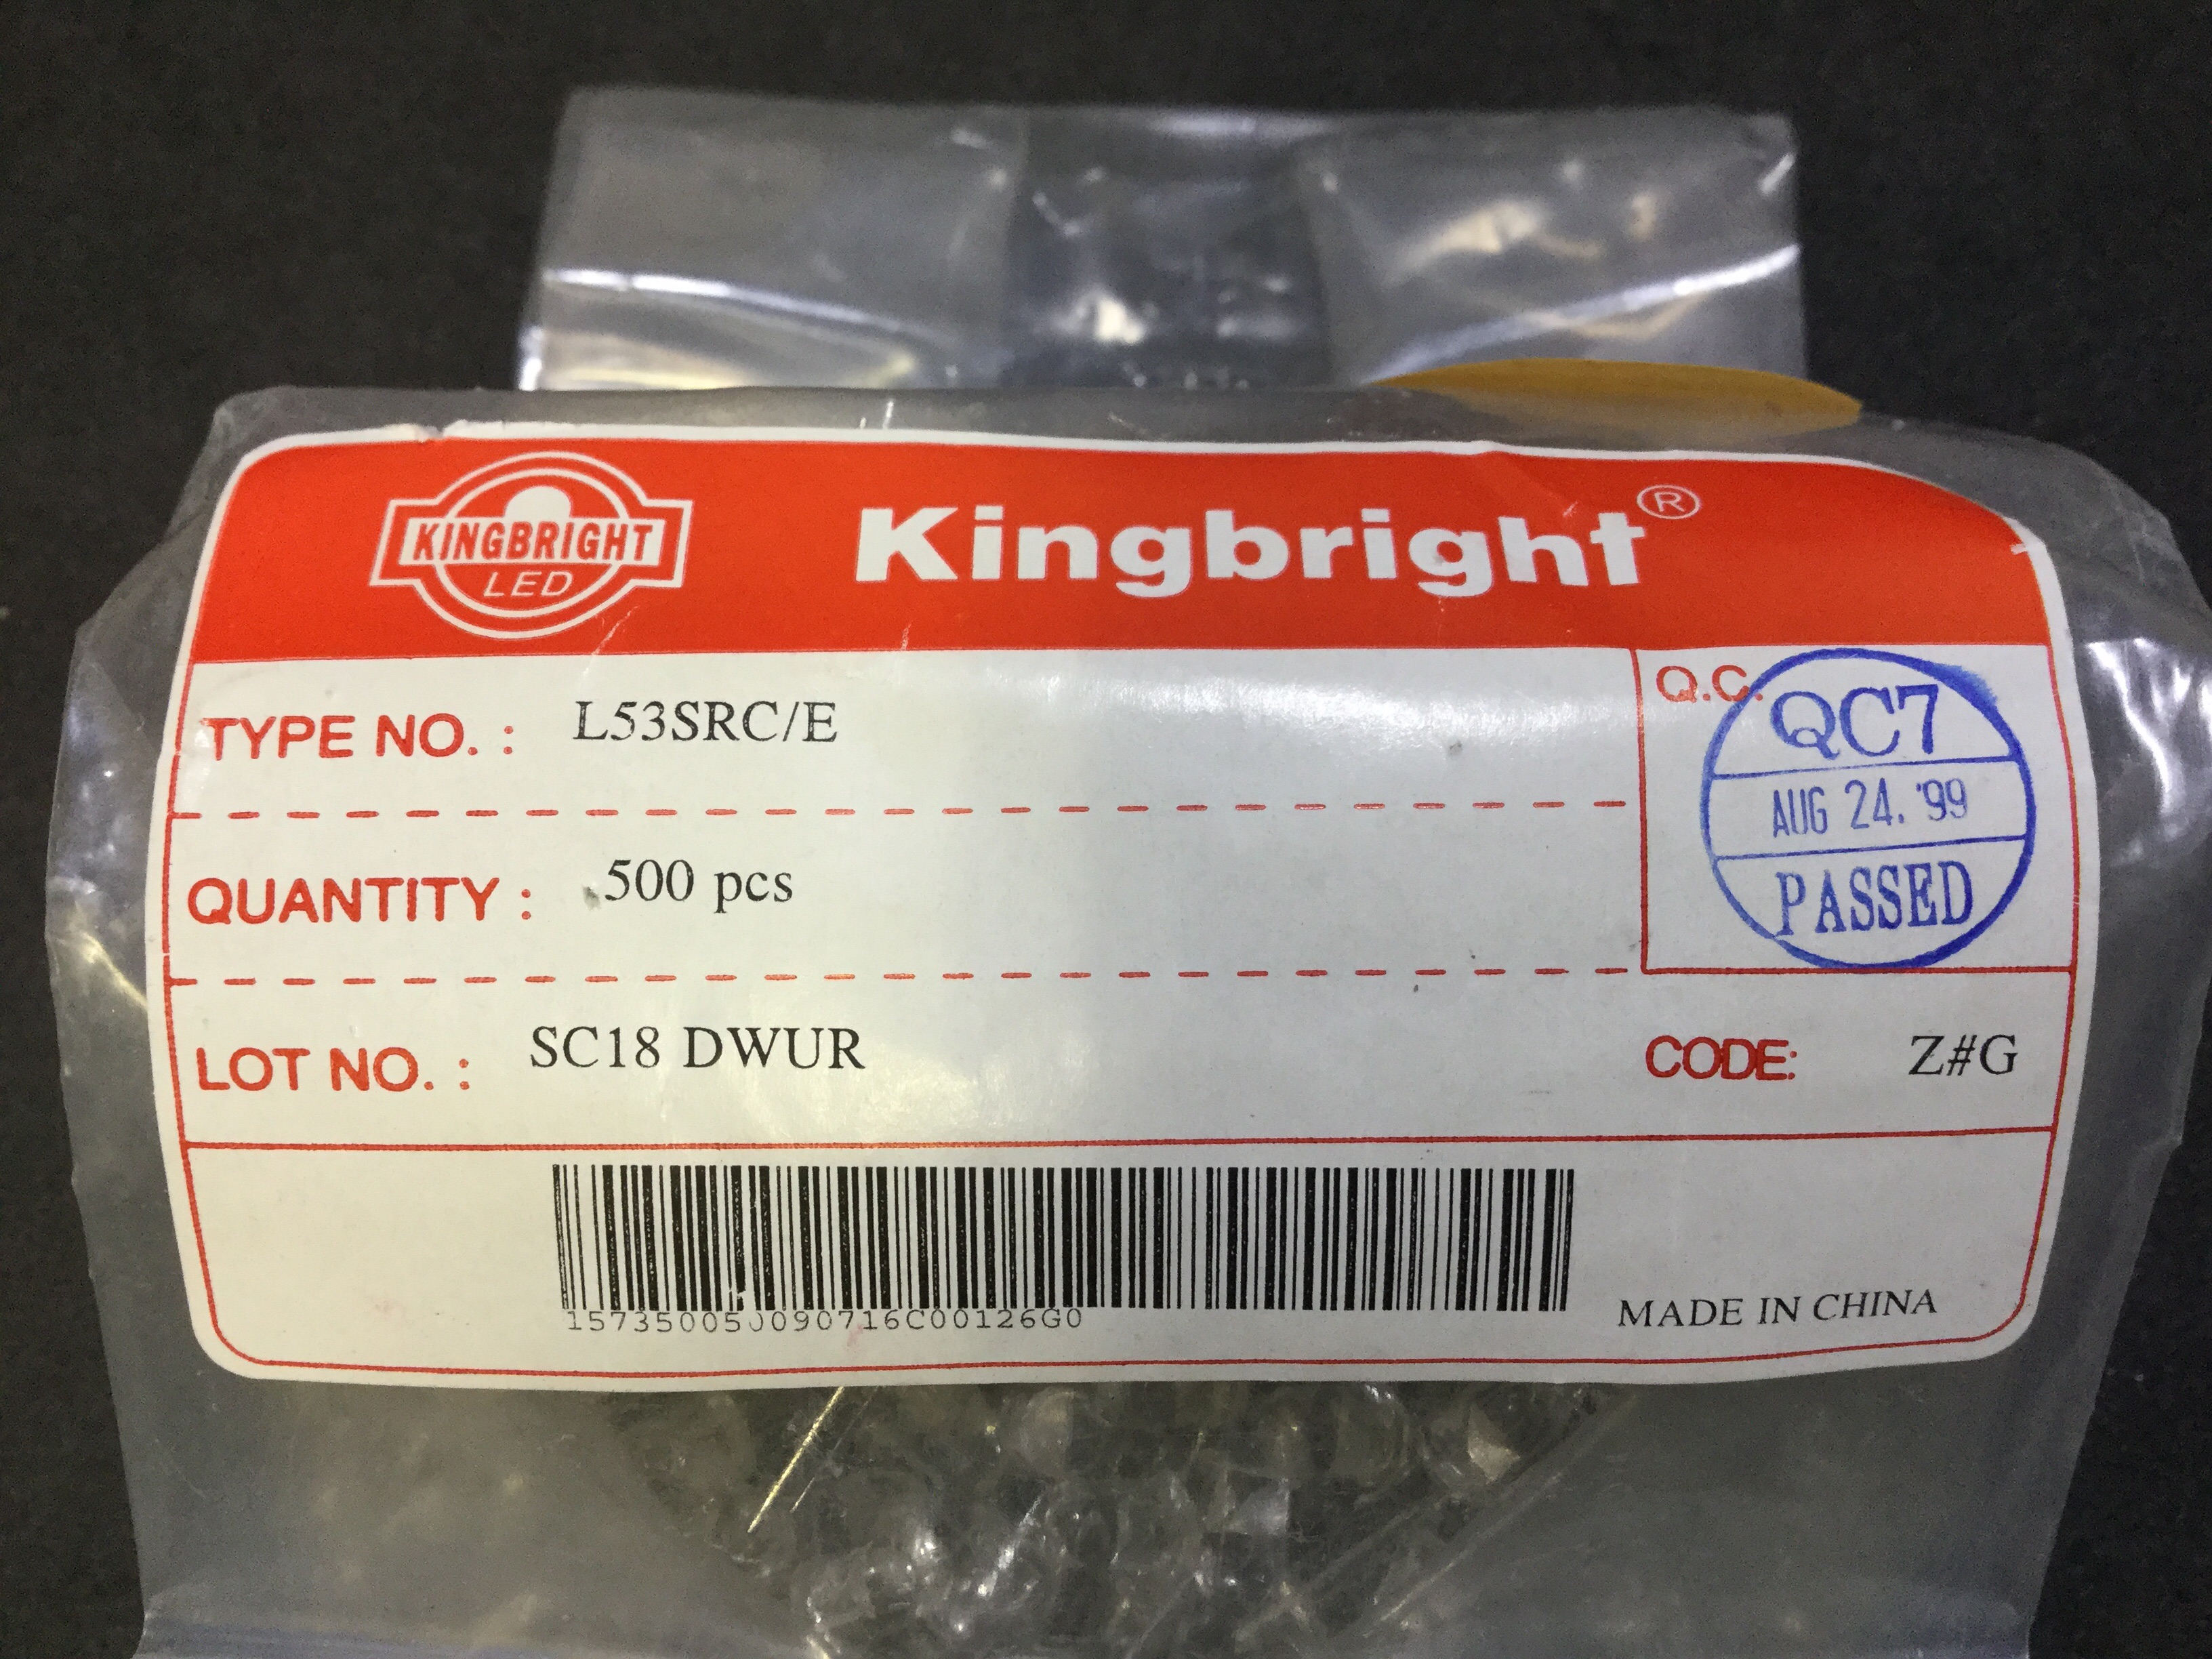 KINGBRIGHT
LED
Kingbright®
TYPE NO. : L53SRC/E
Q.C.
QC7
AUG 24. '99
PASSED
QUANTITY : 500 pcs
LOT NO. : SC18 DWUR
CODE: Z#G
157350050090716C00126G0
MADE IN CHINA